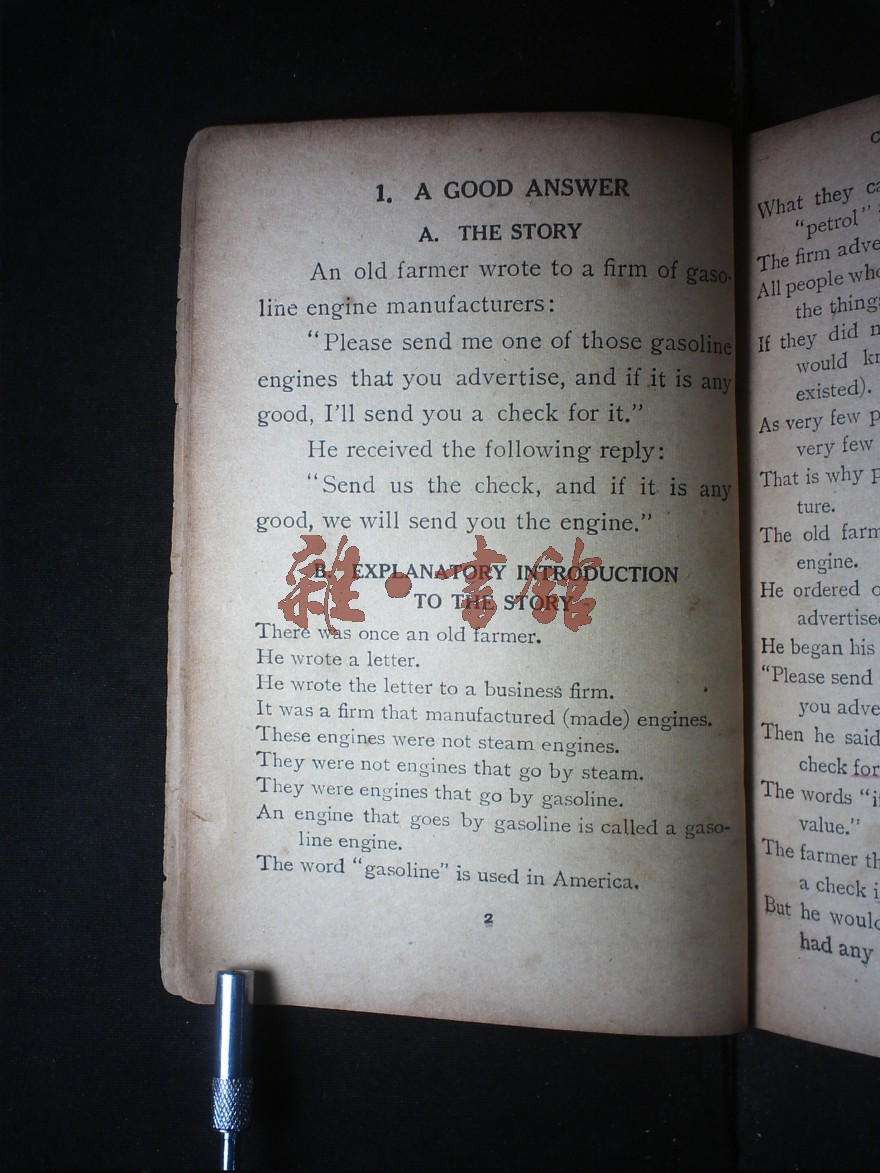 1. A GOOD ANSWER
A. THE STORY
An old farmer wrote to a firm of gaso-
line engine manufacturers:
“Please send me one of those gasoline
engines that you advertise, and if it is any
good, I’ll send you a check for it.”
He received the following reply:
“Send us the check, and if it is any
good, we will send you the engine.”
B. EXPLANATORY INTRODUCTION
TO THE STORY
雜·書館
There was once an old farmer.
He wrote a letter.
He wrote the letter to a business firm.
It was a firm that manufactured (made) engines.
These engines were not steam engines.
They were not engines that go by steam.
They were engines that go by gasoline.
An engine that goes by gasoline is called a gaso-
line engine.
The word “gasoline” is used in America.
2
What they
“petrol”
The firm
All people
the
If they did
would
existed).
As very few
very few
That is why
ture.
The old
engine.
He ordered
He began his
“Please send
you
Then he said
check for
The words
value.”
The farmer
a check
But he
had any